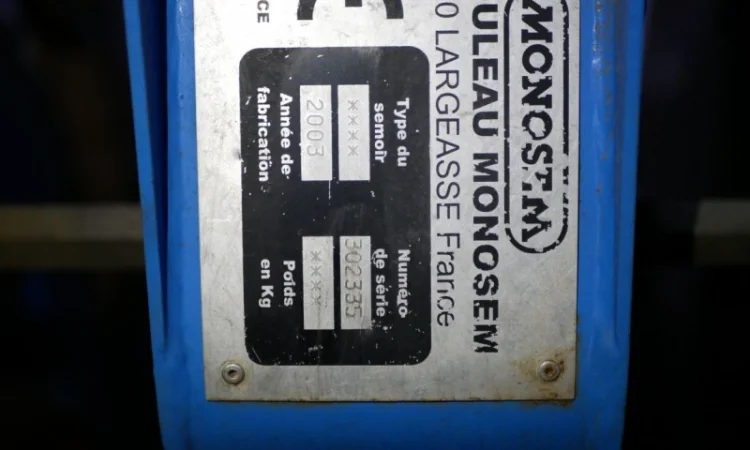 MONOSEM
ULEAU MONOSEM
0 LARGEASSE France
Type du semoir
****
Numéro de série
302335
Année de fabrication
2003
Poids en Kg
****
CE